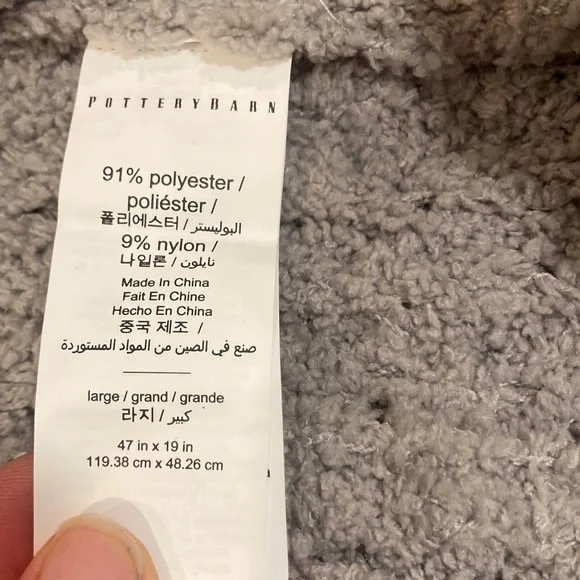 POTTERYBARN
91% polyester /
poliéster /
폴리에스터 / البوليستر
9% nylon /
나일론 / نايلون
Made In China
Fait En Chine
Hecho En China
중국 제조 /
صنع في الصين من المواد المستوردة
large / grand / grande
라지 / كبير
47 in x 19 in
119.38 cm x 48.26 cm